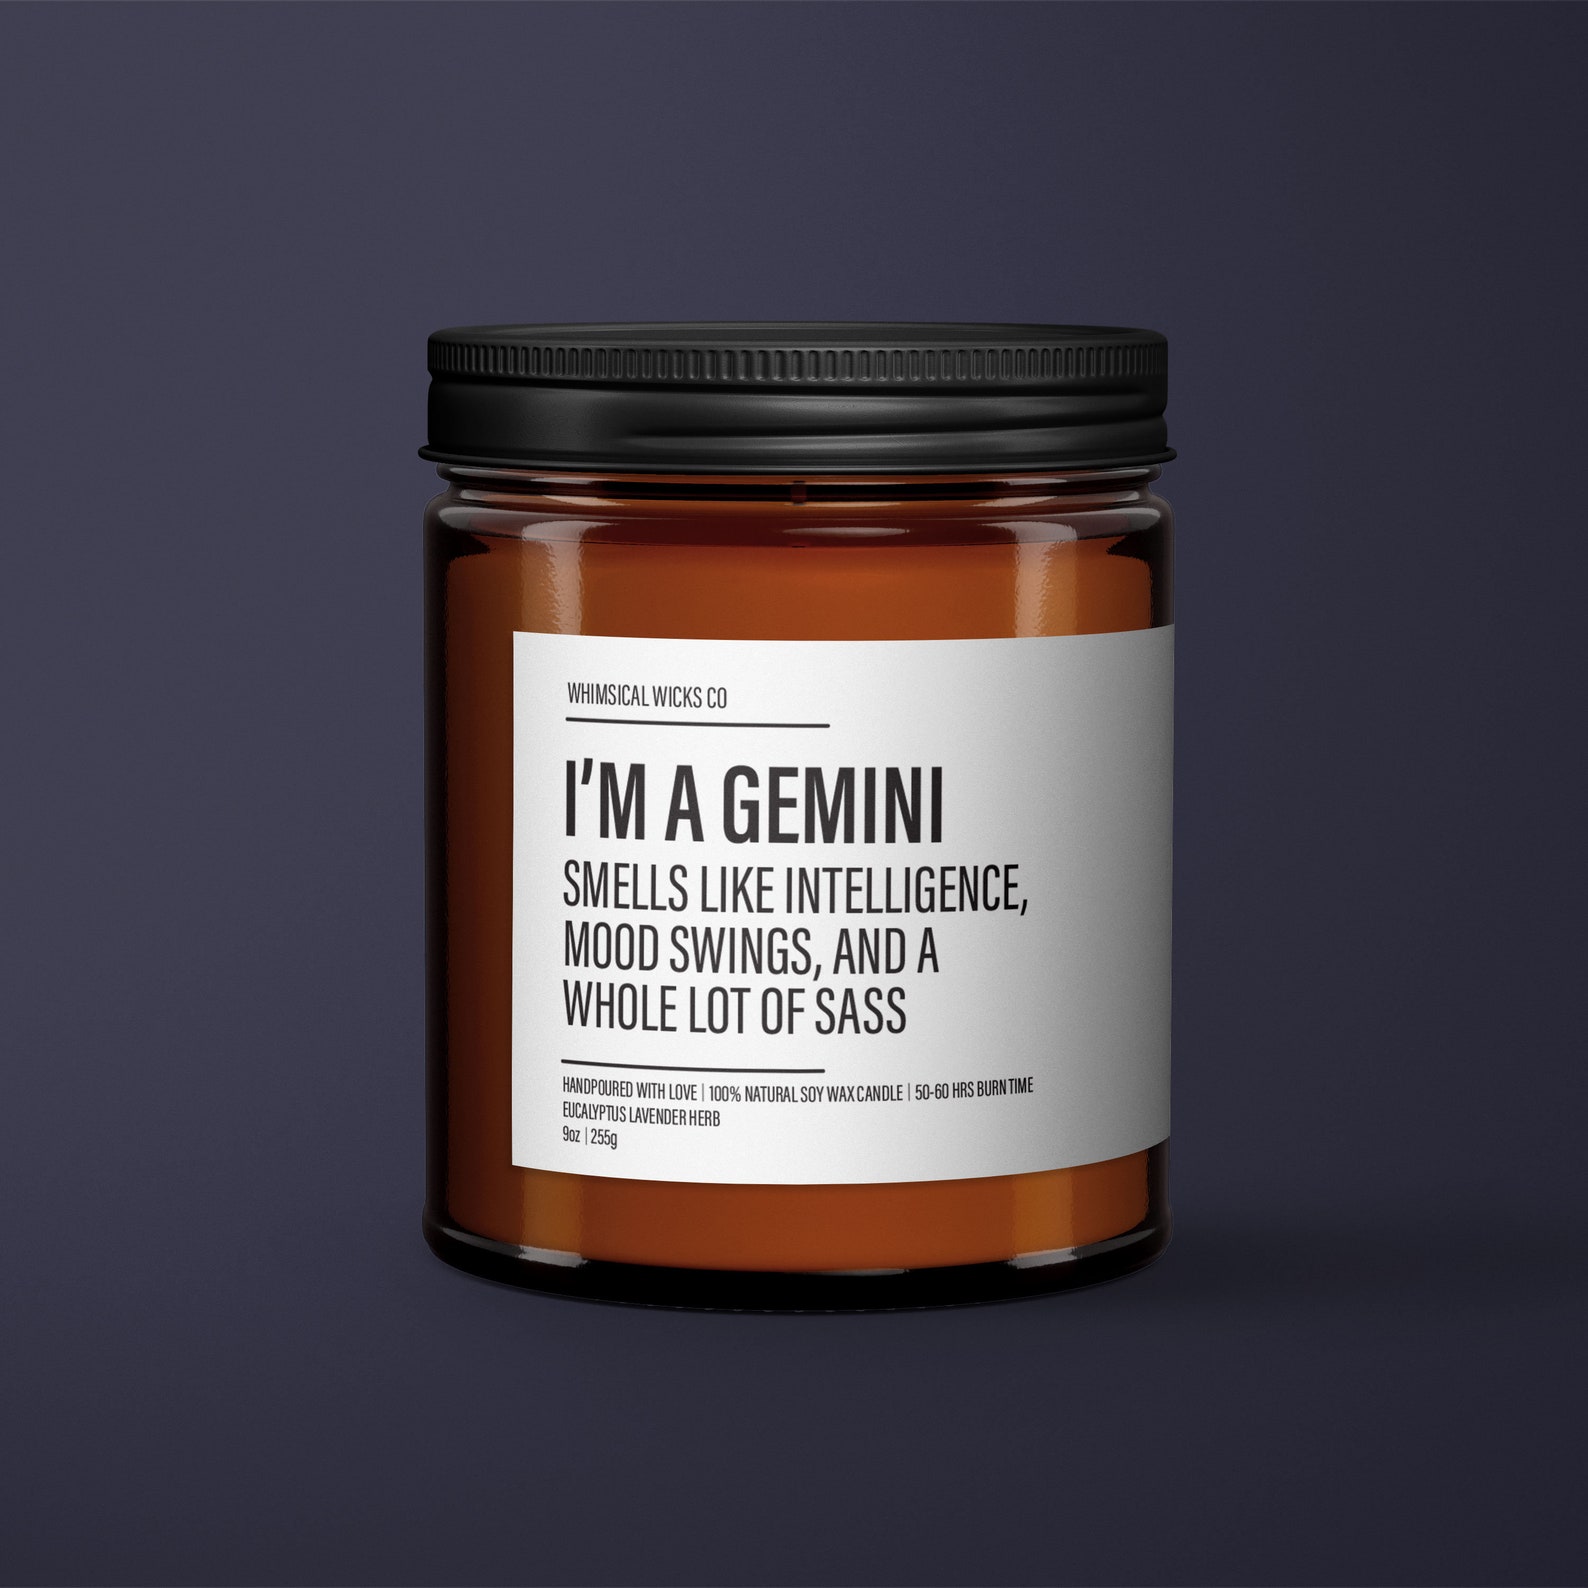 WHIMSICAL WICKS CO
I'M A GEMINI
SMELLS LIKE INTELLIGENCE,
MOOD SWINGS, AND A
WHOLE LOT OF SASS
HANDPOURED WITH LOVE | 100% NATURAL SOY WAX CANDLE | 50-60 HRS BURN TIME
EUCALYPTUS LAVENDER HERB
9oz | 255g